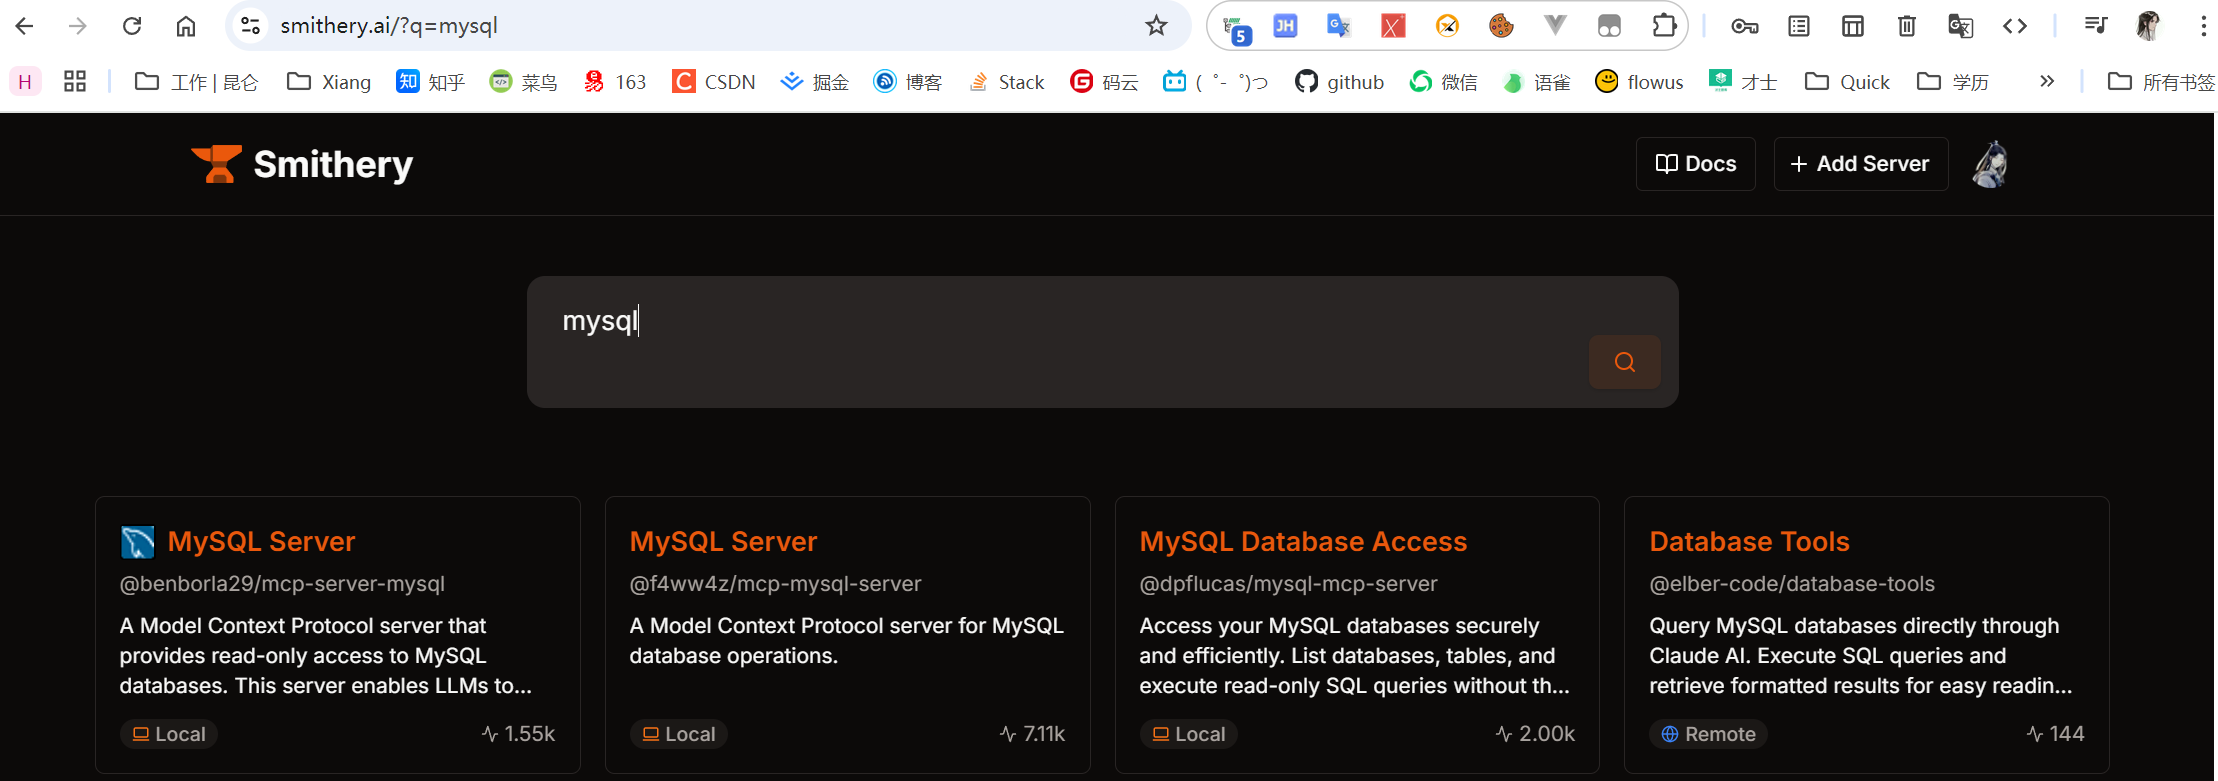 smithery.ai/?q=mysql
5
JH
H
工作 | 昆仑
Xiang
知乎
菜鸟
163
CSDN
掘金
博客
Stack
码云
( ゜- ゜)つ
github
微信
语雀
flowus
才士
Quick
学历
»
所有书签
Smithery
Docs
+ Add Server
mysql
MySQL Server
@benborla29/mcp-server-mysql
A Model Context Protocol server that
provides read-only access to MySQL
databases. This server enables LLMs to...
Local
1.55k
MySQL Server
@f4ww4z/mcp-mysql-server
A Model Context Protocol server for MySQL
database operations.
Local
7.11k
MySQL Database Access
@dpflucas/mysql-mcp-server
Access your MySQL databases securely
and efficiently. List databases, tables, and
execute read-only SQL queries without th...
Local
2.00k
Database Tools
@elber-code/database-tools
Query MySQL databases directly through
Claude AI. Execute SQL queries and
retrieve formatted results for easy readin...
Remote
144